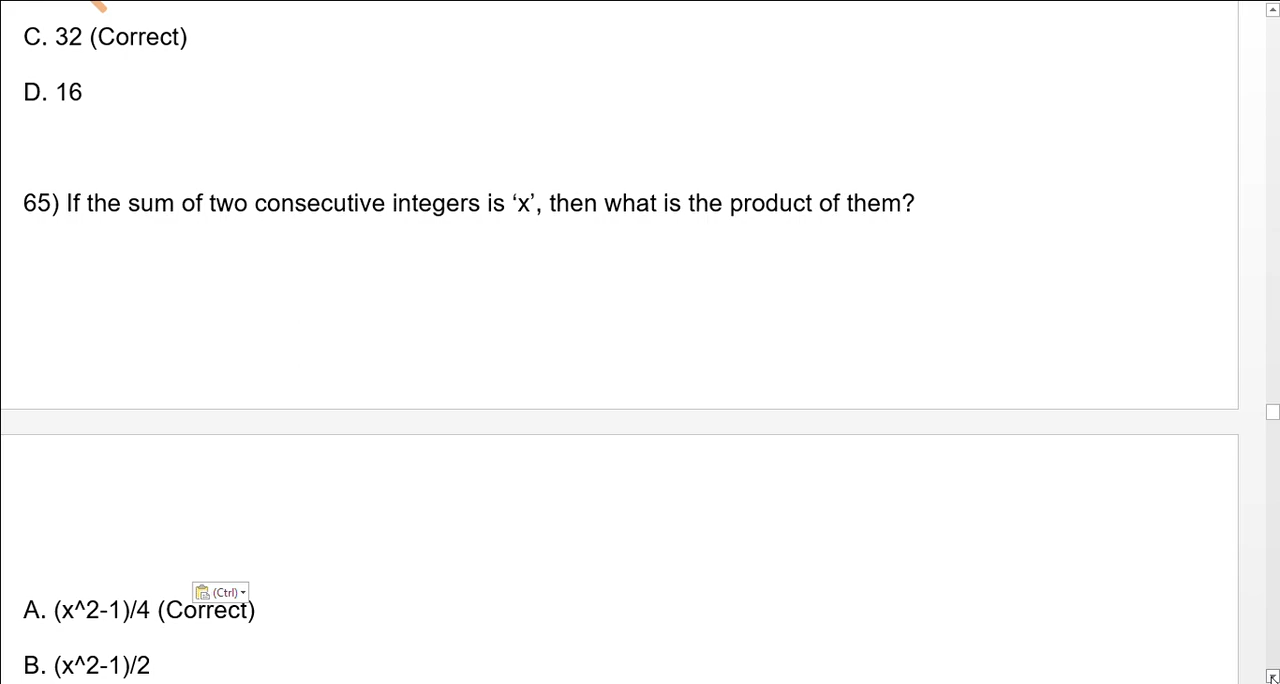 C. 32 (Correct)
D. 16
65) If the sum of two consecutive integers is ‘x’, then what is the product of them?
(Ctrl)
A. (x^2-1)/4 (Correct)
B. (x^2-1)/2